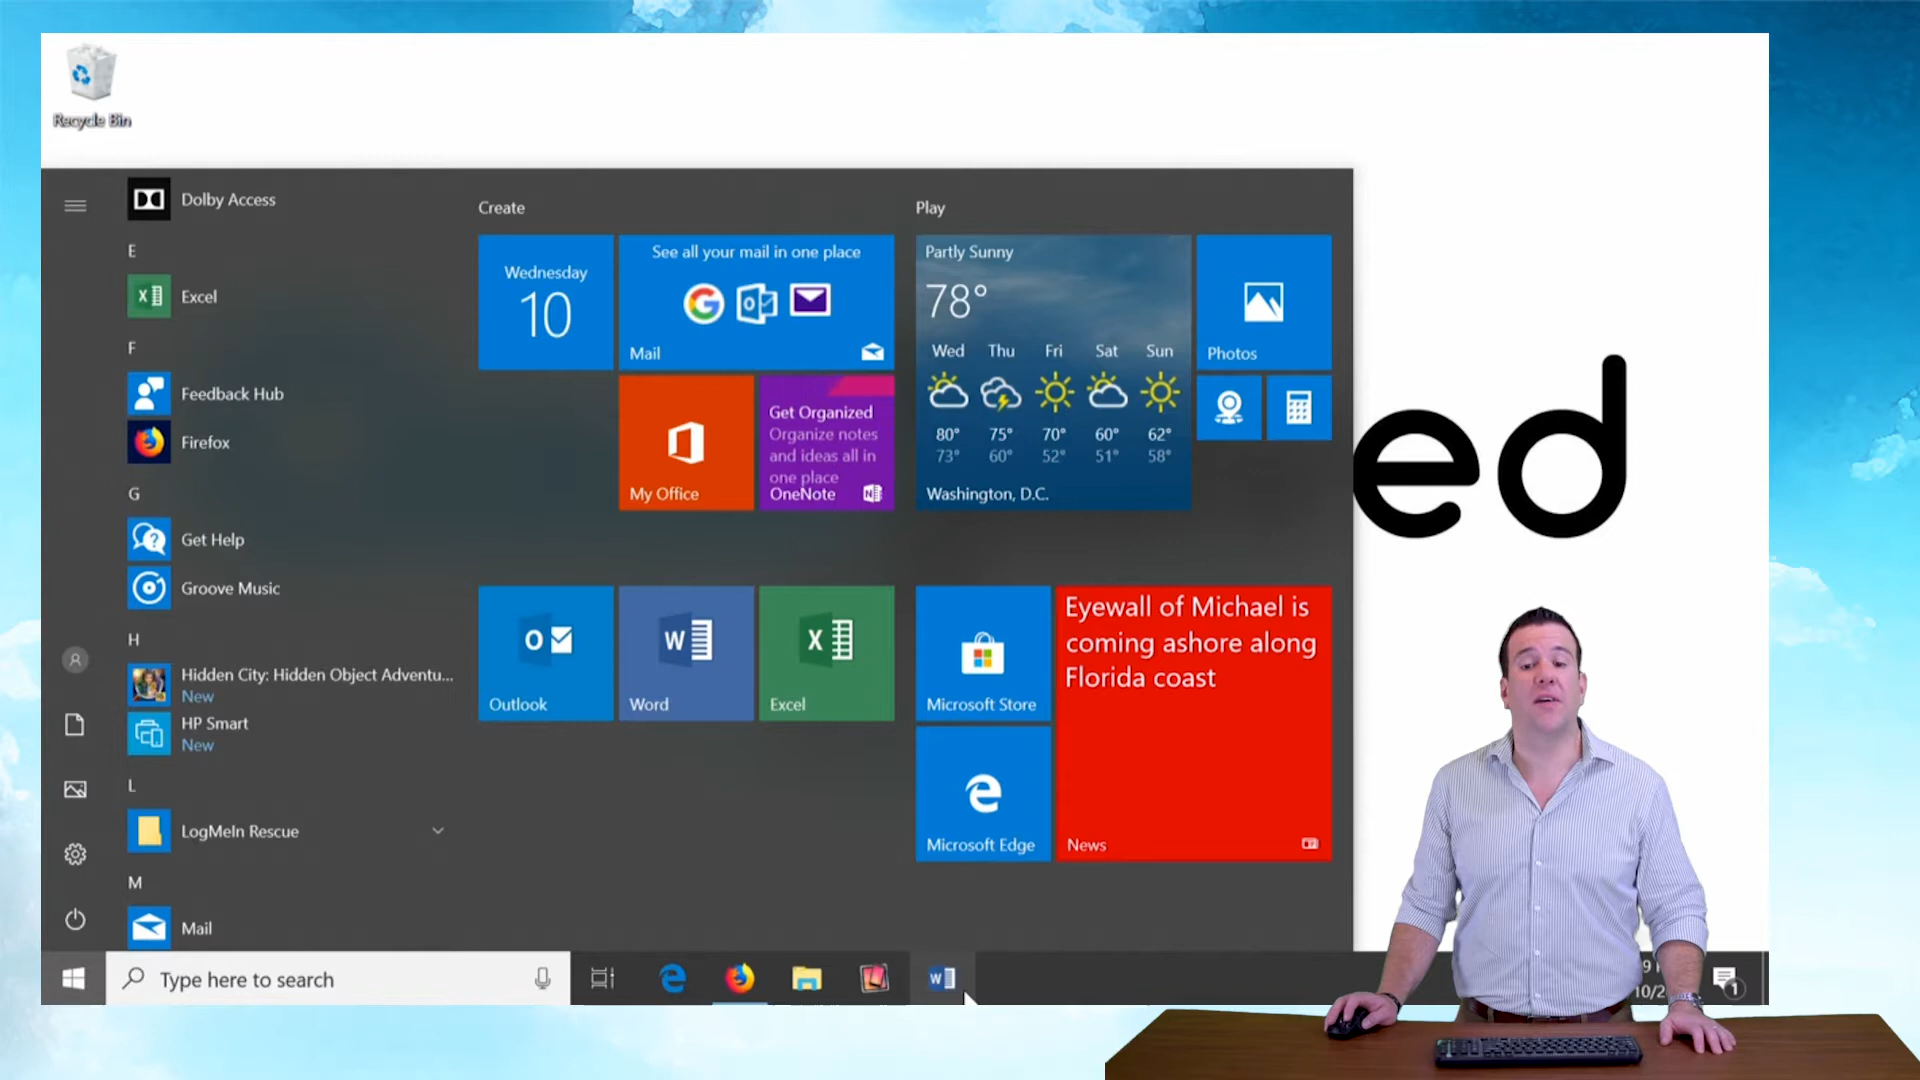 Recycle Bin
Dolby Access
E
Excel
F
Feedback Hub
Firefox
G
Get Help
Groove Music
H
Hidden City: Hidden Object Adventu...
New
HP Smart
New
L
LogMeIn Rescue
M
Mail
Create
Wednesday
10
See all your mail in one place
Mail
My Office
Get Organized
Organize notes
and ideas all in
one place
OneNote
Outlook
Word
Excel
Play
Partly Sunny
78°
Wed Thu Fri Sat Sun
80° 75° 70° 60° 62°
73° 60° 52° 51° 58°
Washington, D.C.
Photos
Microsoft Store
Microsoft Edge
Eyewall of Michael is
coming ashore along
Florida coast
News
ed
Type here to search
10/2
1